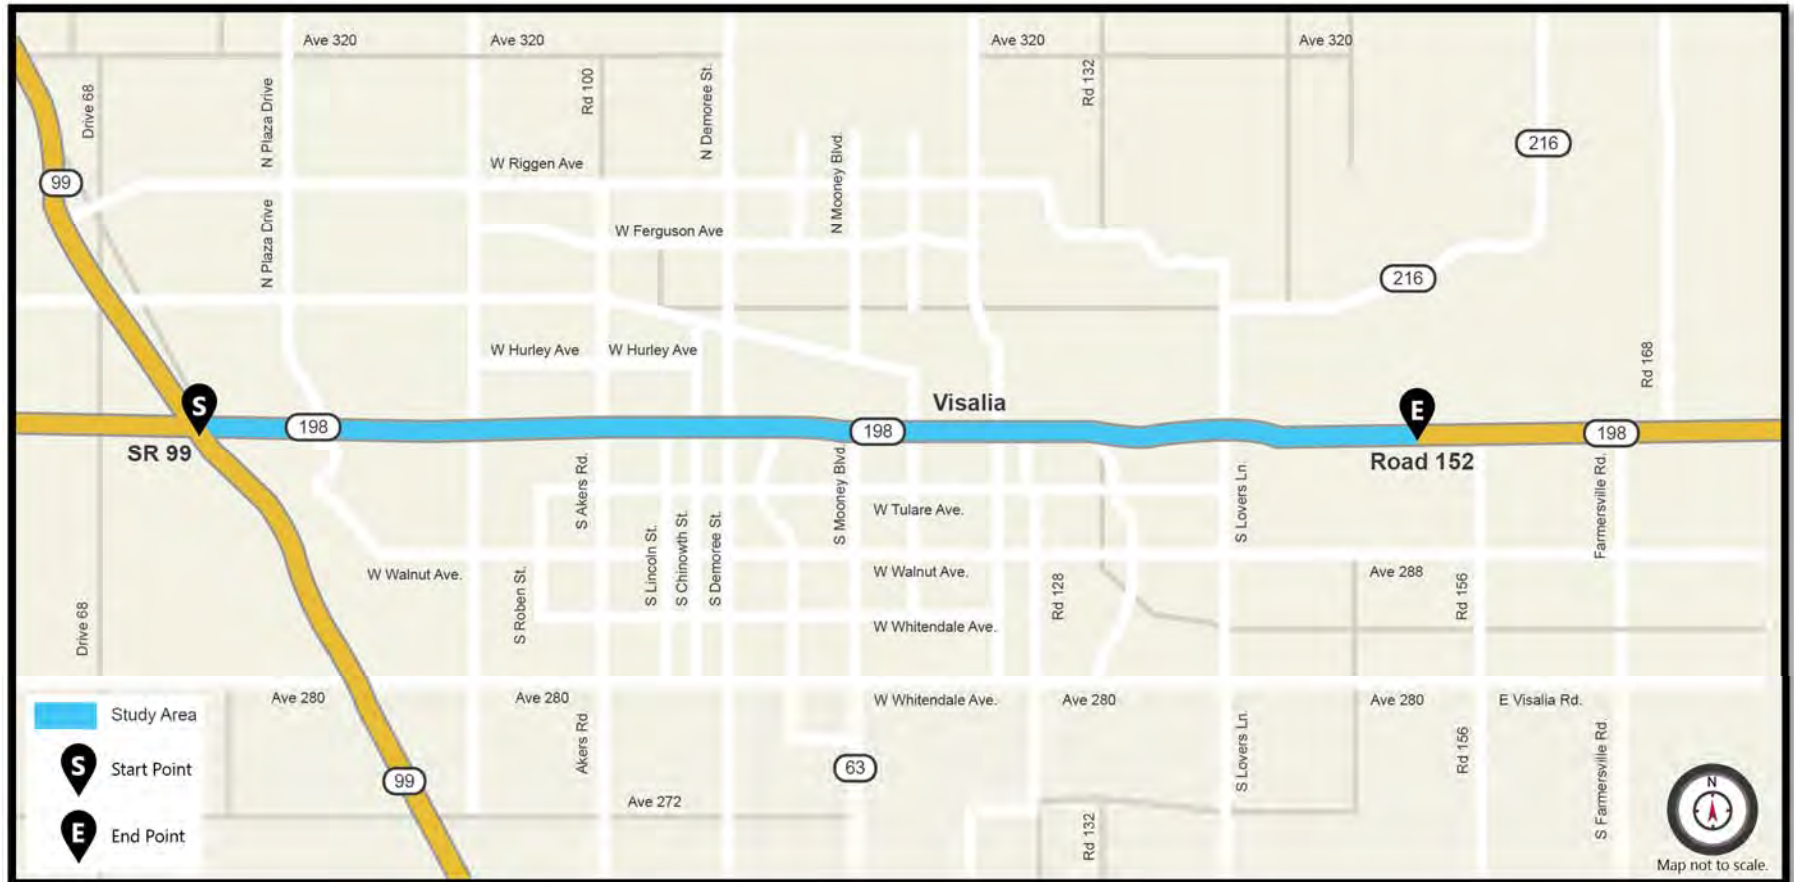 Ave 320
Ave 320
Ave 320
Ave 320
Drive 68
N Plaza Drive
Rd 100
N Demoree St.
Rd 132
N Mooney Blvd.
216
W Riggen Ave
99
N Plaza Drive
W Ferguson Ave
216
W Hurley Ave
W Hurley Ave
Rd 168
S
Visalia
E
198
198
198
SR 99
Road 152
S Akers Rd.
S Mooney Blvd.
S Lovers Ln.
Farmersville Rd.
W Tulare Ave.
S Lincoln St.
S Chinowth St.
S Demoree St.
W Walnut Ave.
S Roben St.
W Walnut Ave.
Rd 128
Ave 288
Rd 156
Drive 68
W Whitendale Ave.
Ave 280
Ave 280
W Whitendale Ave.
Ave 280
Ave 280
E Visalia Rd.
Akers Rd
S Lovers Ln.
Rd 156
S Farmersville Rd.
63
99
Ave 272
Rd 132
Study Area
S
Start Point
E
End Point
N
Map not to scale.